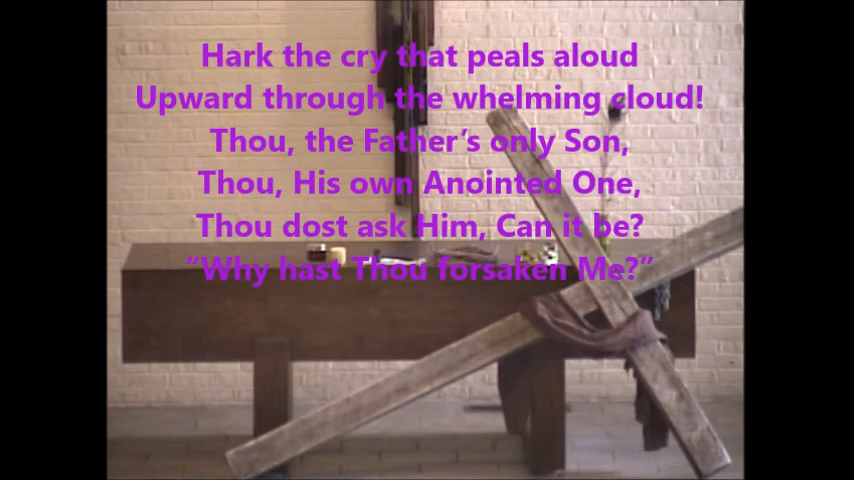 Hark the cry that peals aloud
Upward through the whelming cloud!
Thou, the Father’s only Son,
Thou, His own Anointed One,
Thou dost ask Him, Can it be?
“Why hast Thou forsaken Me?”